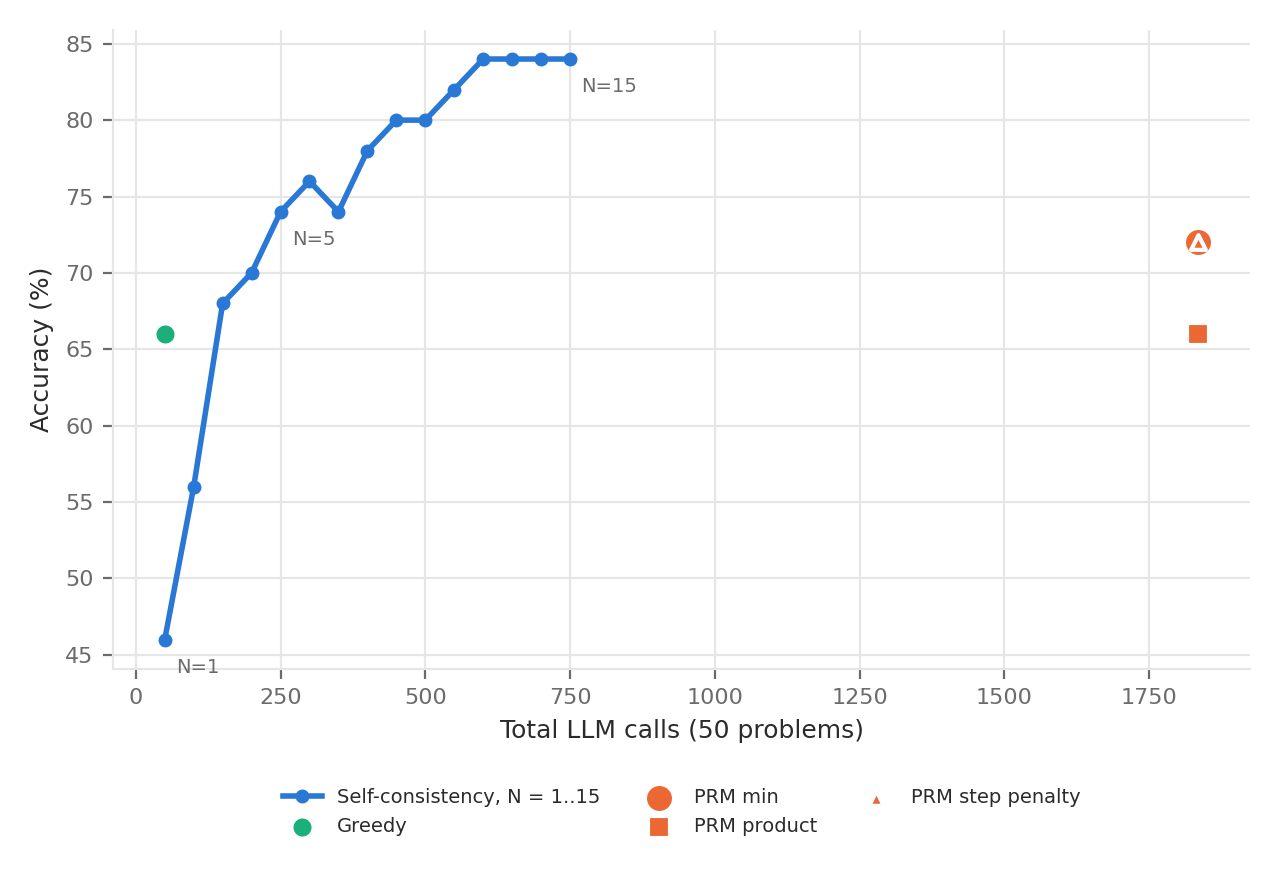 85
80
75
70
65
60
55
50
45
Accuracy (%)
N=15
N=5
N=1
0 250 500 750 1000 1250 1500 1750
Total LLM calls (50 problems)
Self-consistency, N = 1..15
Greedy
PRM min
PRM product
PRM step penalty